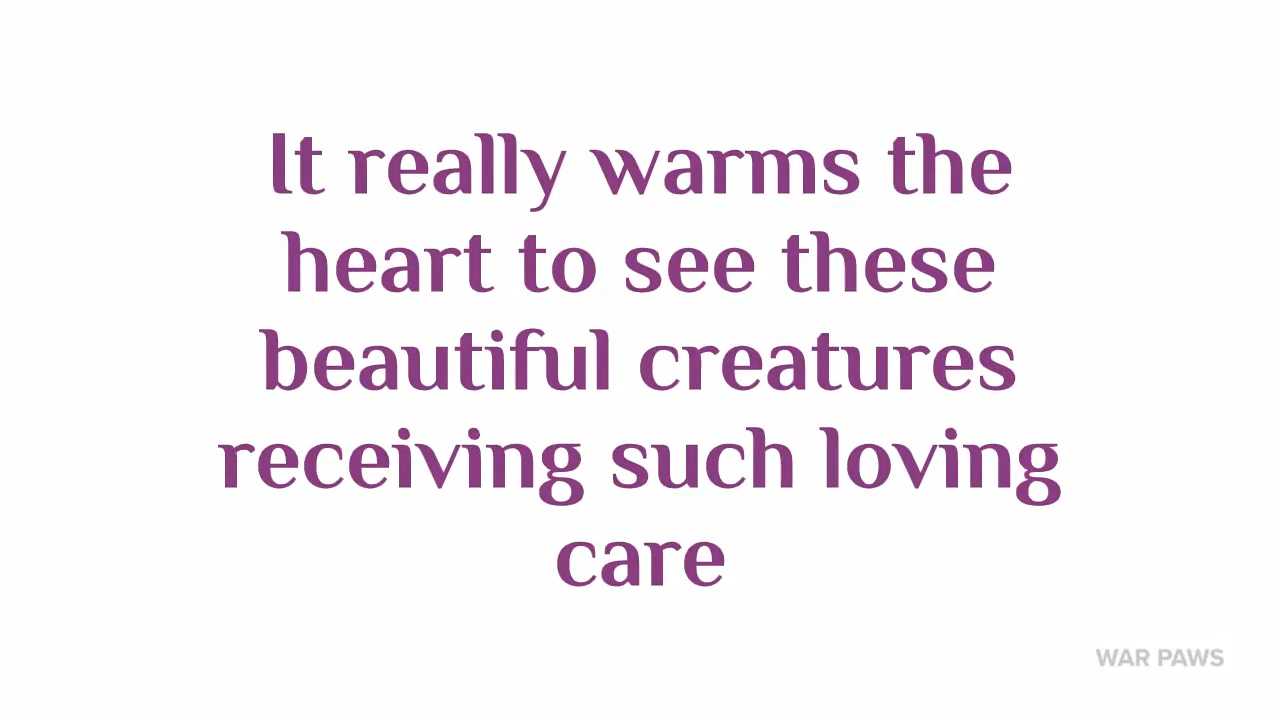 It really warms the
heart to see these
beautiful creatures
receiving such loving
care
WAR PAWS